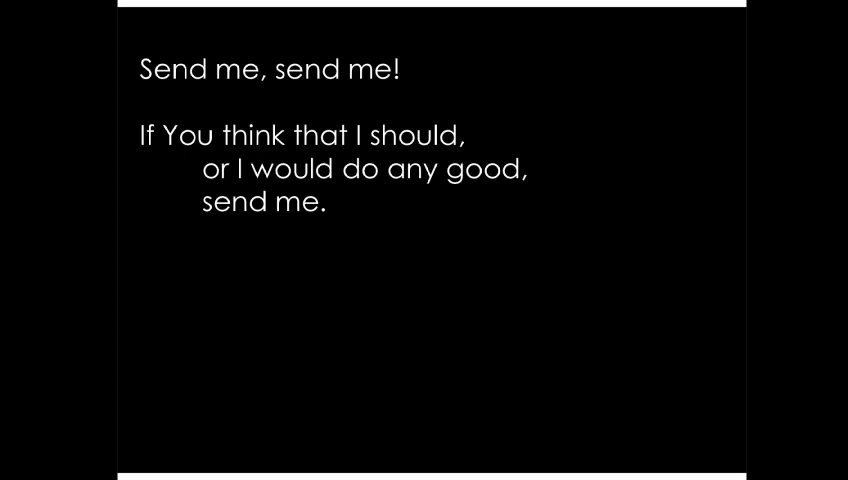 Send me, send me!
If You think that I should,
or I would do any good,
send me.